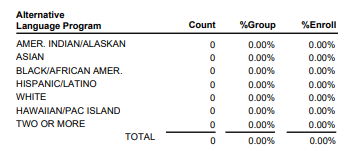 Alternative
Language Program Count %Group %Enroll
AMER. INDIAN/ALASKAN 0 0.00% 0.00%
ASIAN 0 0.00% 0.00%
BLACK/AFRICAN AMER. 0 0.00% 0.00%
HISPANIC/LATINO 0 0.00% 0.00%
WHITE 0 0.00% 0.00%
HAWAIIAN/PAC ISLAND 0 0.00% 0.00%
TWO OR MORE 0 0.00% 0.00%
TOTAL 0 0.00% 0.00%